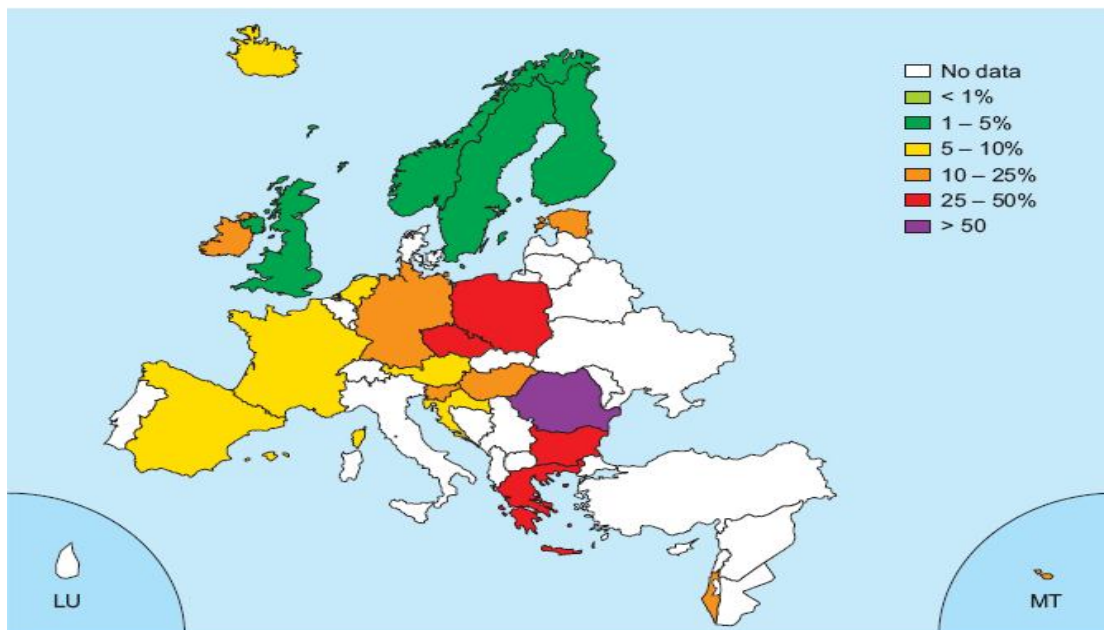 No data
< 1%
1 – 5%
5 – 10%
10 – 25%
25 – 50%
> 50
LU
MT